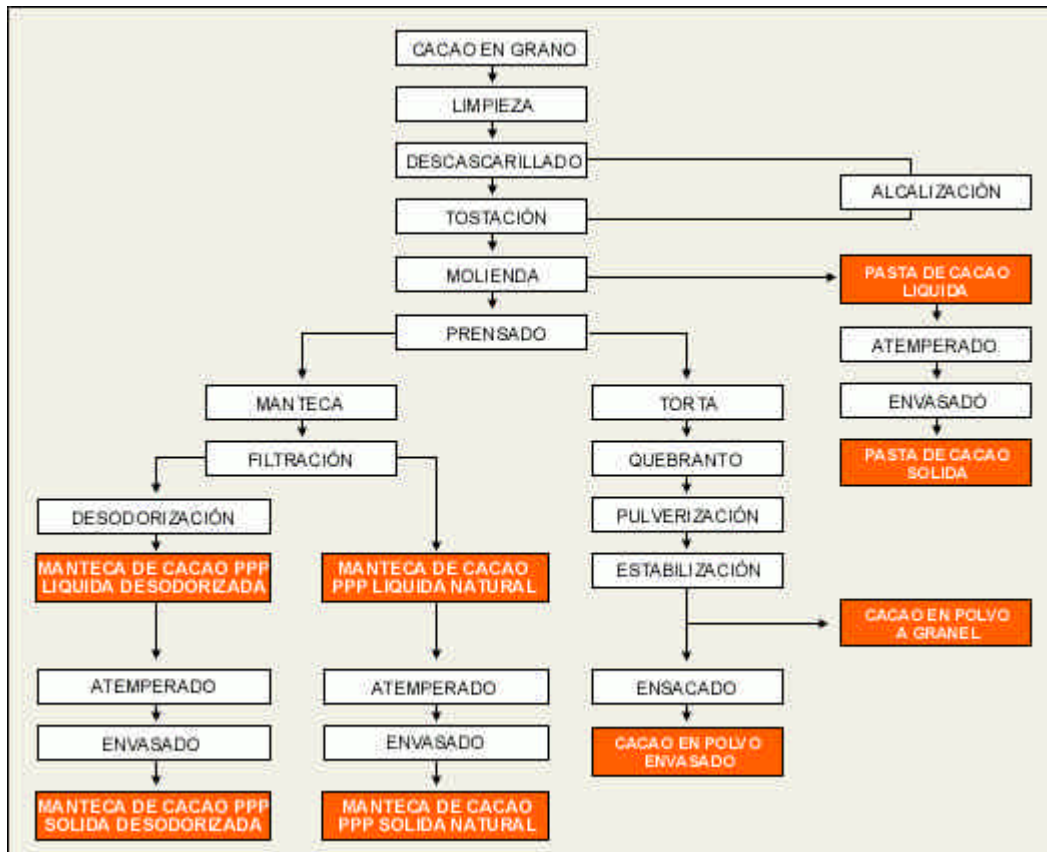 CACAO EN GRANO
LIMPIEZA
DESCASCARILLADO
ALCALIZACIÓN
TOSTACIÓN
MOLIENDA
PASTA DE CACAO
LIQUIDA
PRENSADO
ATEMPERADO
MANTECA
TORTA
ENVASADO
FILTRACIÓN
QUEBRANTO
PASTA DE CACAO
SOLIDA
DESODORIZACIÓN
PULVERIZACIÓN
MANTECA DE CACAO PPP
LIQUIDA DESODORIZADA
MANTECA DE CACAO
PPP LIQUIDA NATURAL
ESTABILIZACIÓN
CACAO EN POLVO
A GRANEL
ATEMPERADO
ATEMPERADO
ENSACADO
ENVASADO
ENVASADO
CACAO EN POLVO
ENVASADO
MANTECA DE CACAO PPP
SOLIDA DESODORIZADA
MANTECA DE CACAO
PPP SOLIDA NATURAL